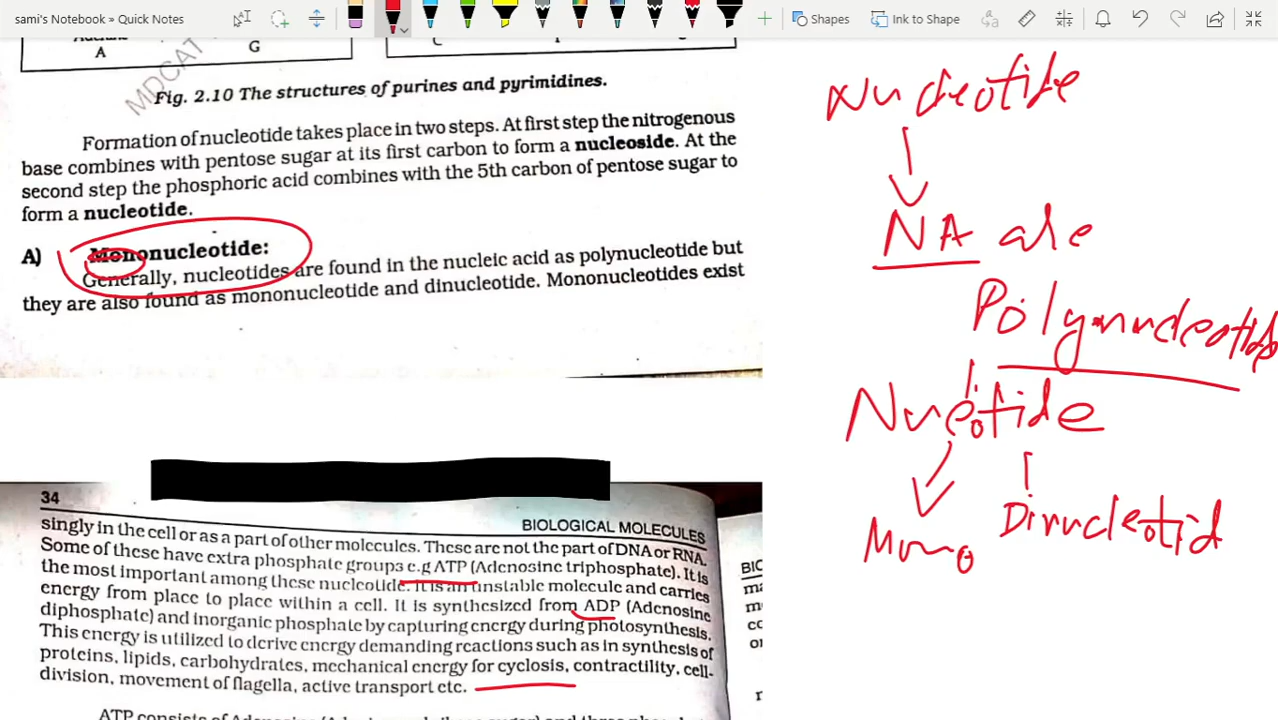 sami's Notebook » Quick Notes
Shapes
Ink to Shape
A
G
MDCAT
Fig. 2.10 The structures of purines and pyrimidines.
Formation of nucleotide takes place in two steps. At first step the nitrogenous
base combines with pentose sugar at its first carbon to form a nucleoside. At the
second step the phosphoric acid combines with the 5th carbon of pentose sugar to
form a nucleotide.
A) Mononucleotide:
Generally, nucleotides are found in the nucleic acid as polynucleotide but
they are also found as mononucleotide and dinucleotide. Mononucleotides exist
34
BIOLOGICAL MOLECULES
singly in the cell or as a part of other molecules. These are not the part of DNA or RNA.
Some of these have extra phosphate groups e.g ATP (Adenosine triphosphate). It is
the most important among these nucleotide. It is an unstable molecule and carries
energy from place to place within a cell. It is synthesized from ADP (Adenosine
diphosphate) and inorganic phosphate by capturing energy during photosynthesis.
This energy is utilized to derive energy demanding reactions such as in synthesis of
proteins, lipids, carbohydrates, mechanical energy for cyclosis, contractility, cell-
division, movement of flagella, active transport etc.
Nucleotide
NA are
Polynucleotide
Nucotide
Mono
Dinucleotid